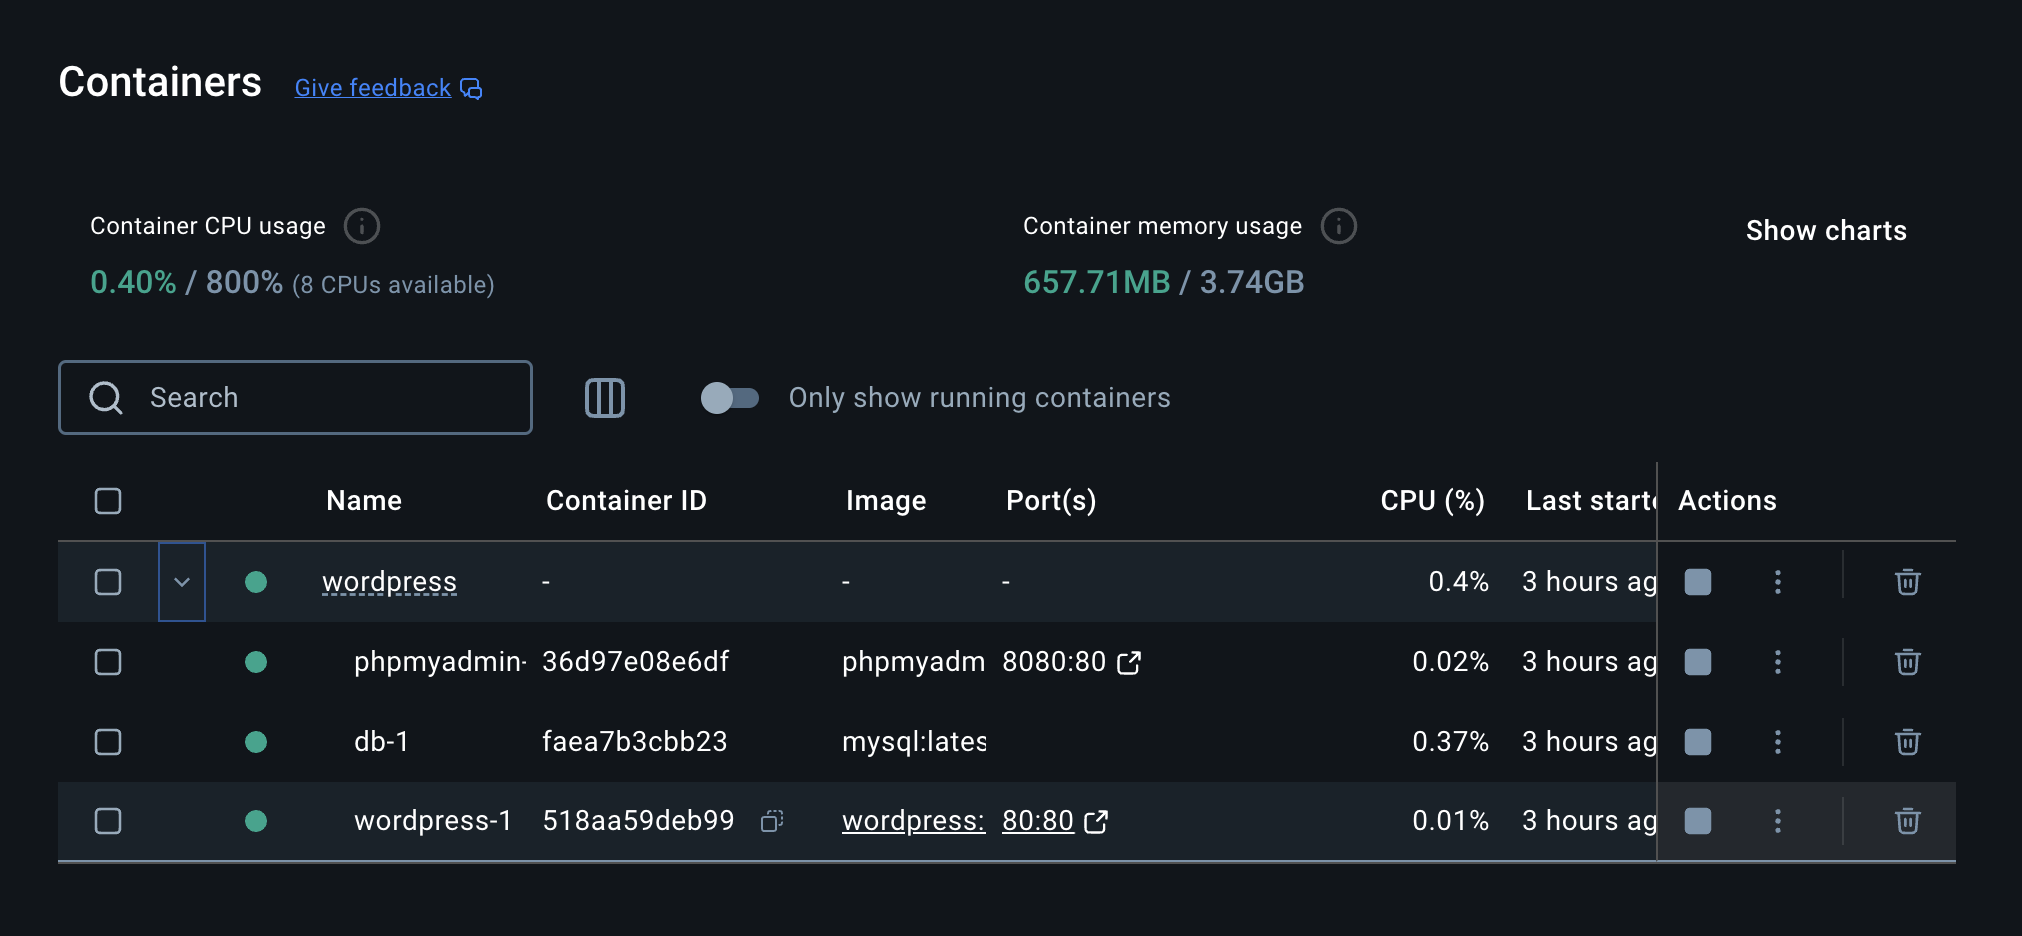 Containers Give feedback
Container CPU usage
0.40% / 800% (8 CPUs available)
Container memory usage
657.71MB / 3.74GB
Show charts
Search
Only show running containers
Name Container ID Image Port(s) CPU (%) Last starte Actions
wordpress - - - 0.4% 3 hours ag
phpmyadmin- 36d97e08e6df phpmyadm 8080:80 0.02% 3 hours ag
db-1 faea7b3cbb23 mysql:lates 0.37% 3 hours ag
wordpress-1 518aa59deb99 wordpress: 80:80 0.01% 3 hours ag